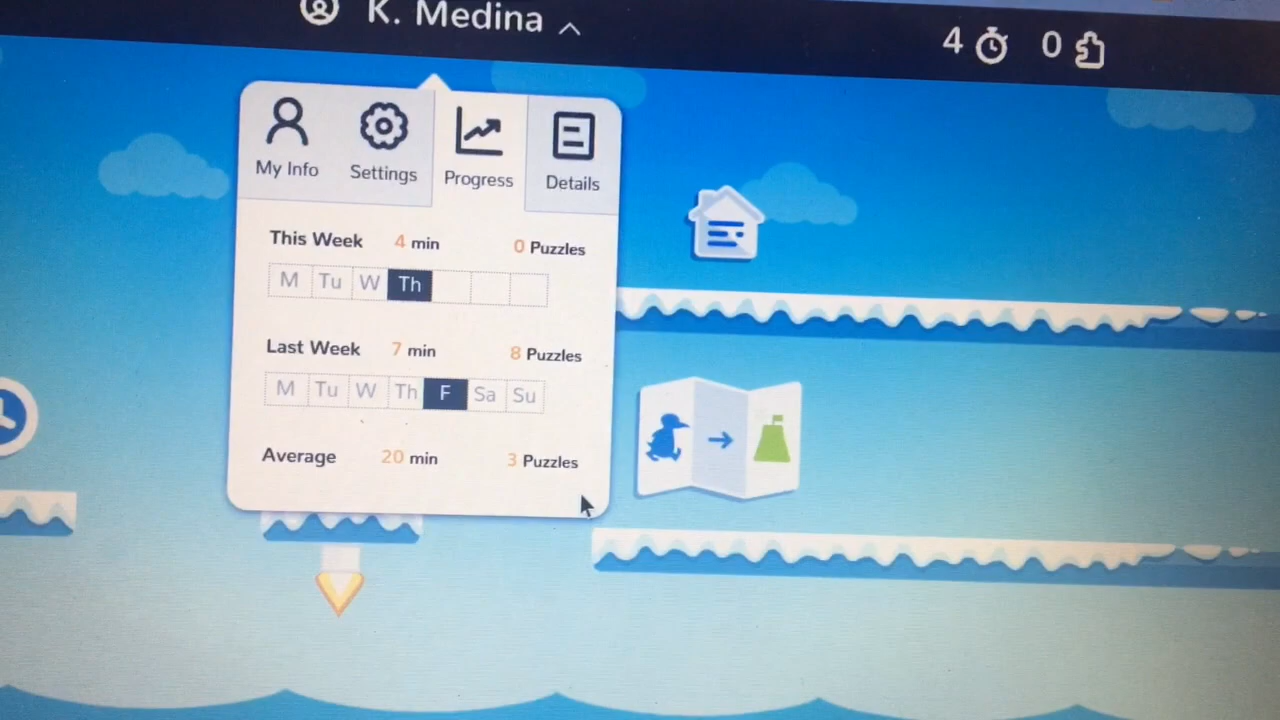 K. Medina
4 0
My Info Settings Progress Details
This Week 4 min 0 Puzzles
M Tu W Th
Last Week 7 min 8 Puzzles
M Tu W Th F Sa Su
Average 20 min 3 Puzzles